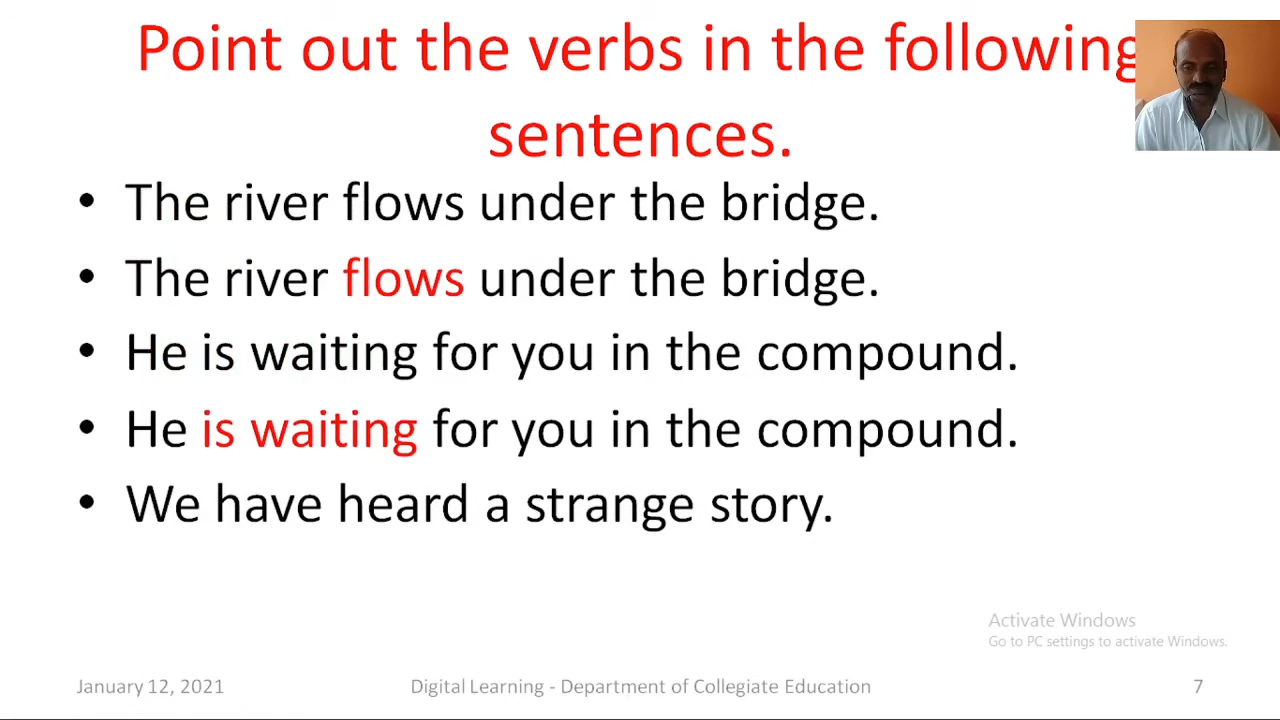 Point out the verbs in the following
sentences.
• The river flows under the bridge.
• The river flows under the bridge.
• He is waiting for you in the compound.
• He is waiting for you in the compound.
• We have heard a strange story.
Activate Windows
Go to PC settings to activate Windows.
January 12, 2021 Digital Learning - Department of Collegiate Education 7